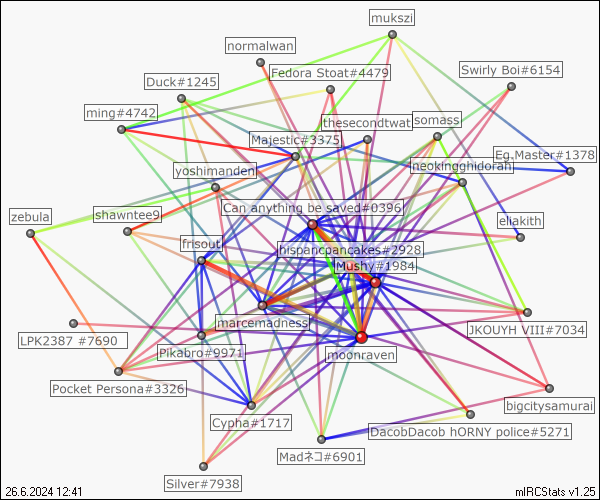 mukszi
normalwan
Fedora Stoat#4479
Swirly Boi#6154
Duck#1245
ming#4742
thesecondtwat
somass
Majestic#3375
Eg.Master#1378
yoshimanden
neokingghidorah
Can anything be saved#0396
zebula
shawntee9
eliakith
frisout
hispancpancakes#2928
Mushy#1984
marcemadness
JKOUYH VIII#7034
LPK2387 #7690
Pikabro#9971
moonraven
Pocket Persona#3326
bigcitysamurai
Cypha#1717
DacobDacob hORNY police#5271
Madネコ#6901
Silver#7938
26.6.2024 12:41
mIRCStats v1.25